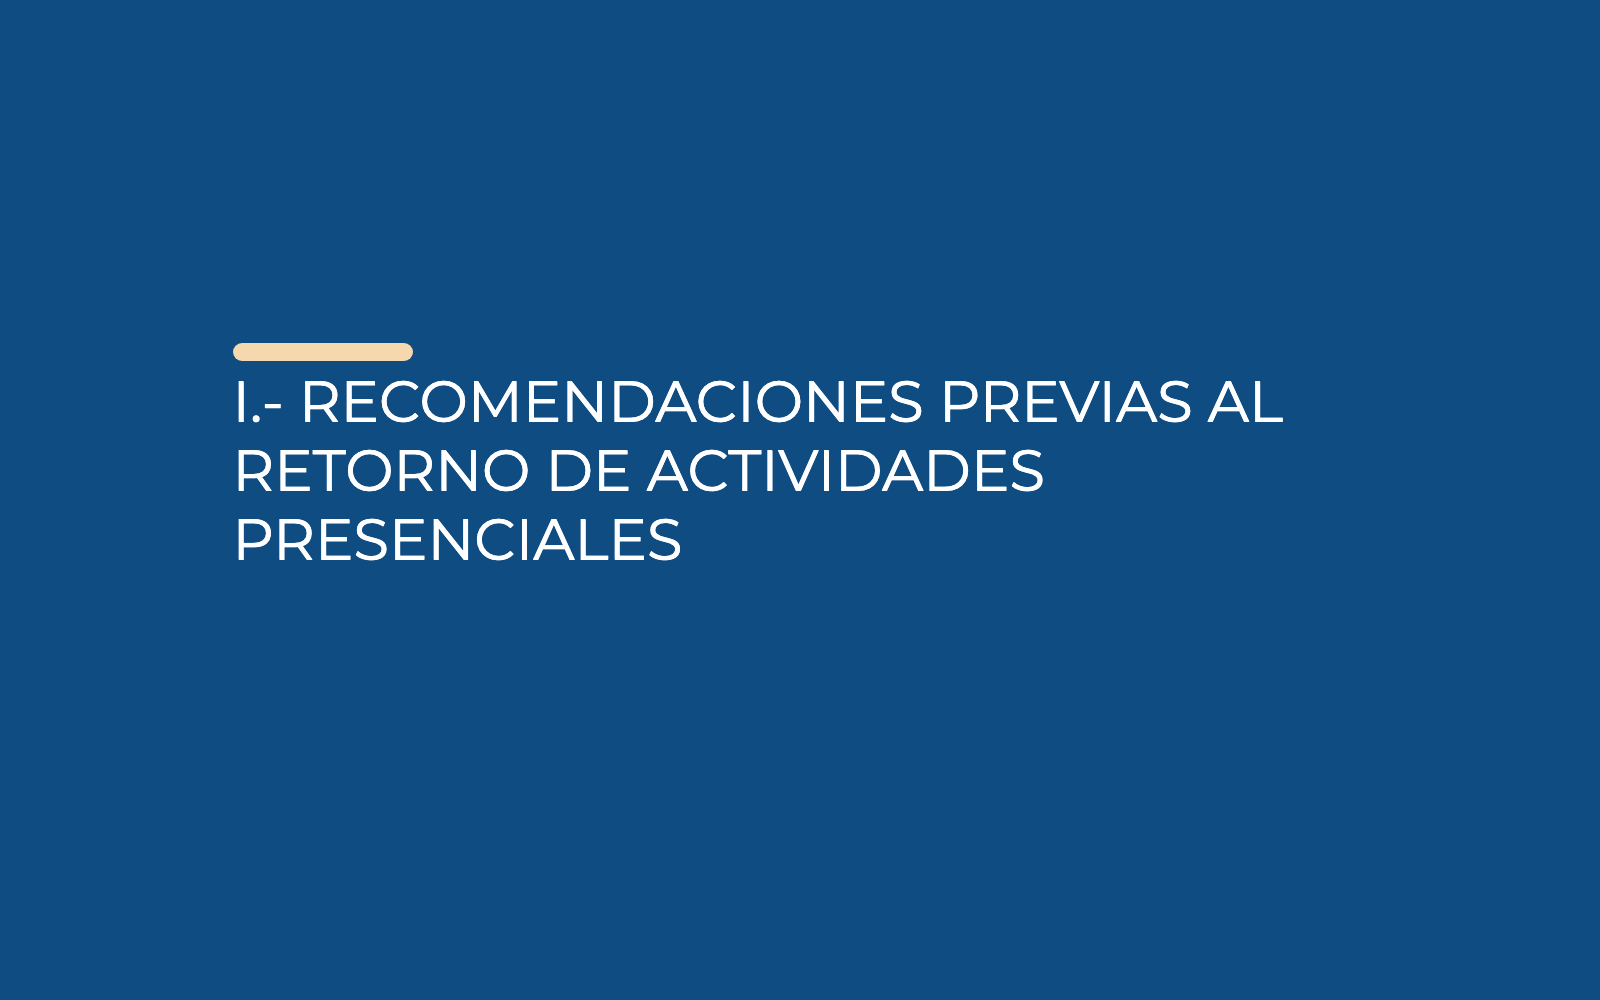 I.- RECOMENDACIONES PREVIAS AL
RETORNO DE ACTIVIDADES
PRESENCIALES